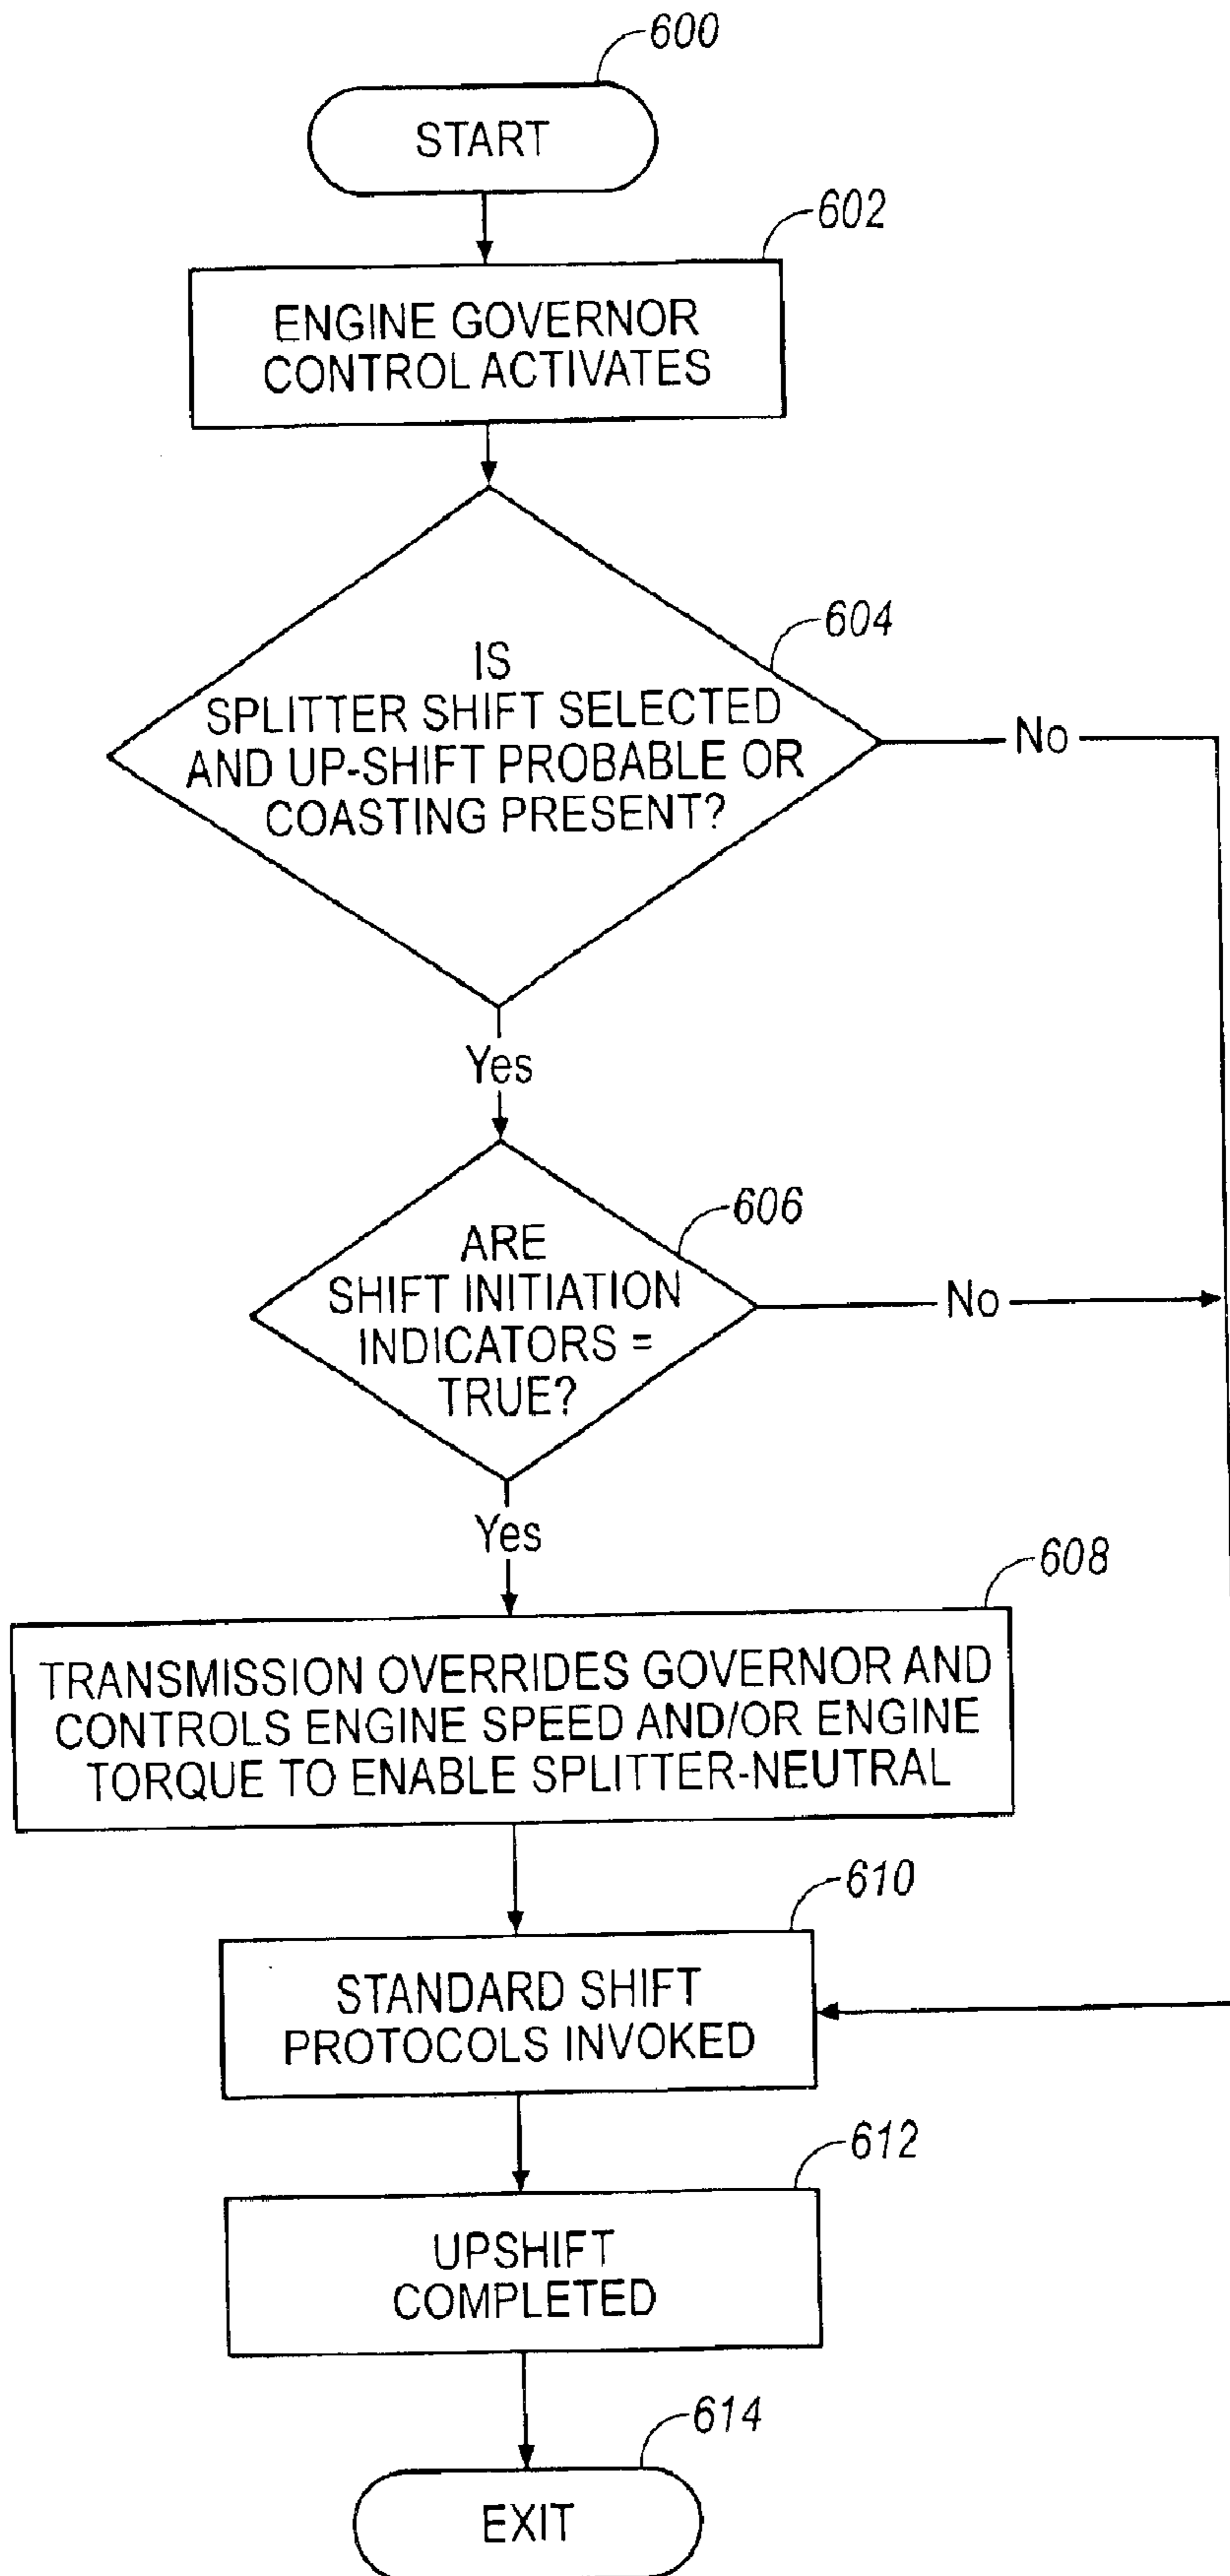 600
START
602
ENGINE GOVERNOR
CONTROL ACTIVATES
604
IS
SPLITTER SHIFT SELECTED
AND UP-SHIFT PROBABLE OR
COASTING PRESENT?
No
Yes
606
ARE
SHIFT INITIATION
INDICATORS =
TRUE?
No
Yes
608
TRANSMISSION OVERRIDES GOVERNOR AND
CONTROLS ENGINE SPEED AND/OR ENGINE
TORQUE TO ENABLE SPLITTER-NEUTRAL
610
STANDARD SHIFT
PROTOCOLS INVOKED
612
UPSHIFT
COMPLETED
614
EXIT